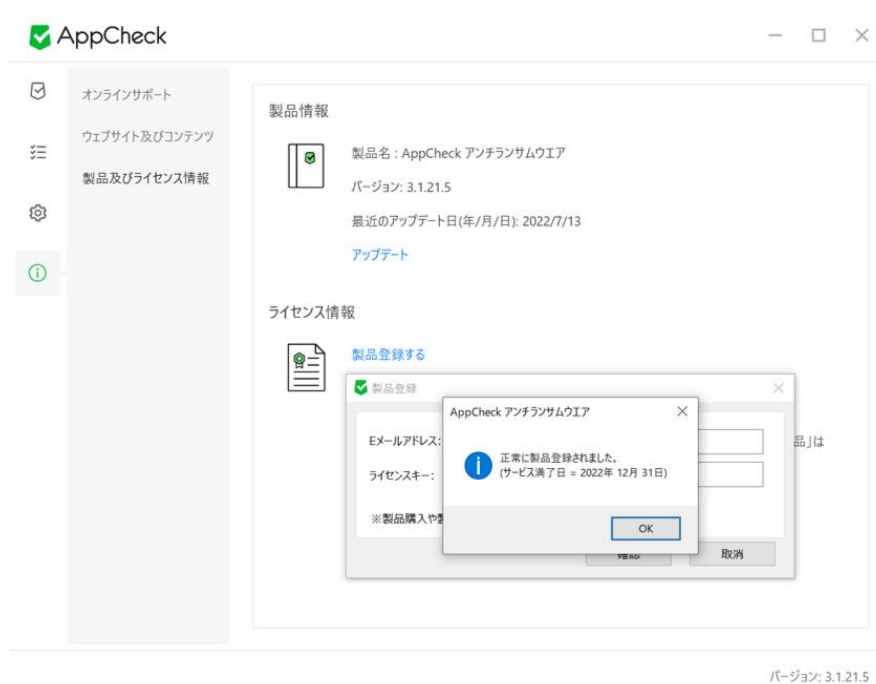 AppCheck
オンラインサポート
ウェブサイト及びコンテンツ
製品及びライセンス情報
製品情報
製品名 : AppCheck アンチランサムウエア
バージョン: 3.1.21.5
最近のアップデート日(年/月/日): 2022/7/13
アップデート
ライセンス情報
製品登録する
製品登録
AppCheck アンチランサムウエア
Eメールアドレス:
品」は
正常に製品登録されました。
(サービス満了日 = 2022年 12月 31日)
ライセンスキー:
※製品購入や
OK
確認
取消
バージョン: 3.1.21.5